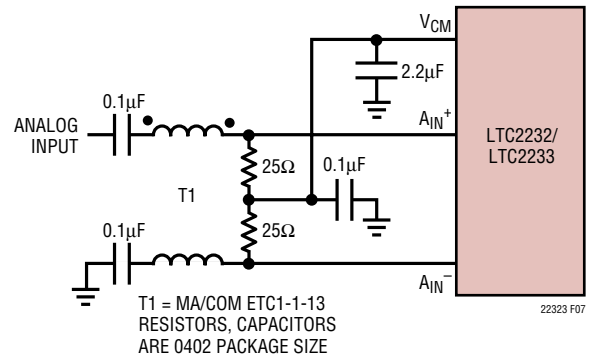 VCM
2.2µF
0.1µF
ANALOG
INPUT
AIN+
LTC2232/
LTC2233
25Ω
0.1µF
T1
25Ω
0.1µF
AIN–
T1 = MA/COM ETC1-1-13
RESISTORS, CAPACITORS
ARE 0402 PACKAGE SIZE
22323 F07